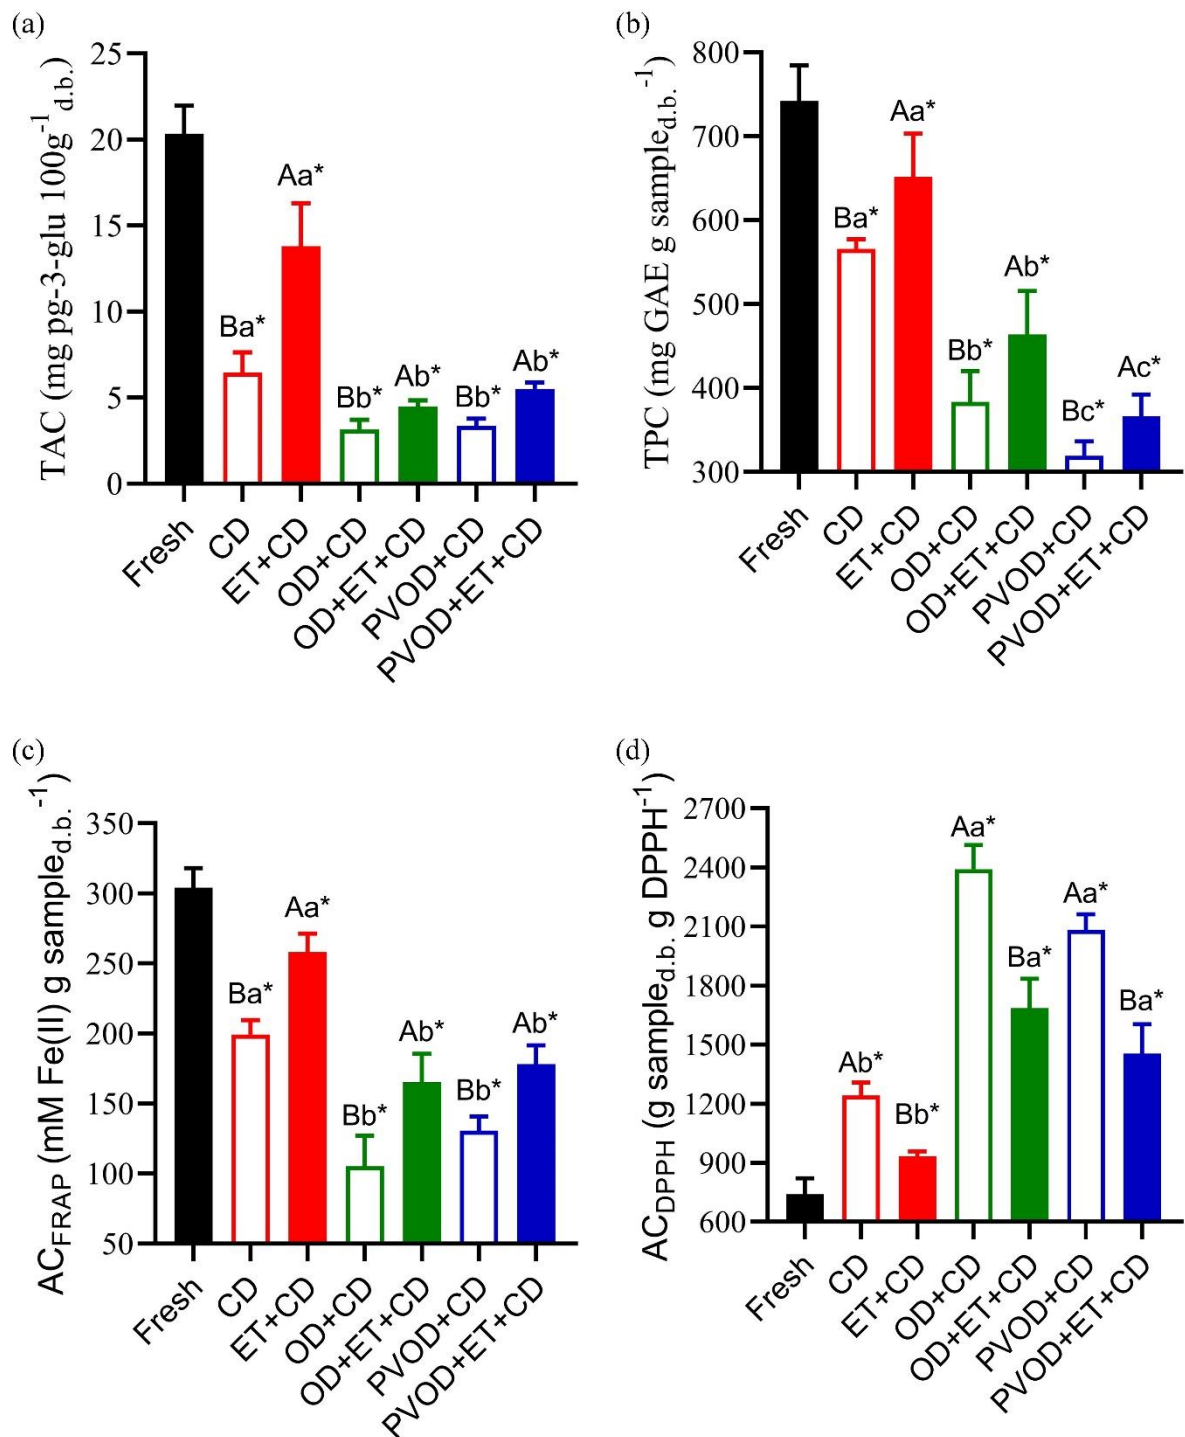 (a)
TAC (mg pg-3-glu 100g⁻¹ d.b.)
25
20
15
10
5
0
Aa*
Ba*
Bb*
Ab*
Bb*
Ab*
Fresh
CD
ET+CD
OD+CD
OD+ET+CD
PVOD+CD
PVOD+ET+CD
(b)
TPC (mg GAE g sample d.b.⁻¹)
800
700
600
500
400
300
Ba*
Aa*
Bb*
Ab*
Bc*
Ac*
Fresh
CD
ET+CD
OD+CD
OD+ET+CD
PVOD+CD
PVOD+ET+CD
(c)
AC FRAP (mM Fe(II) g sample d.b.⁻¹)
350
300
250
200
150
100
50
Ba*
Aa*
Bb*
Ab*
Bb*
Ab*
Fresh
CD
ET+CD
OD+CD
OD+ET+CD
PVOD+CD
PVOD+ET+CD
(d)
AC DPPH (g sample d.b. g DPPH⁻¹)
2700
2400
2100
1800
1500
1200
900
600
Ab*
Bb*
Aa*
Ba*
Aa*
Ba*
Fresh
CD
ET+CD
OD+CD
OD+ET+CD
PVOD+CD
PVOD+ET+CD